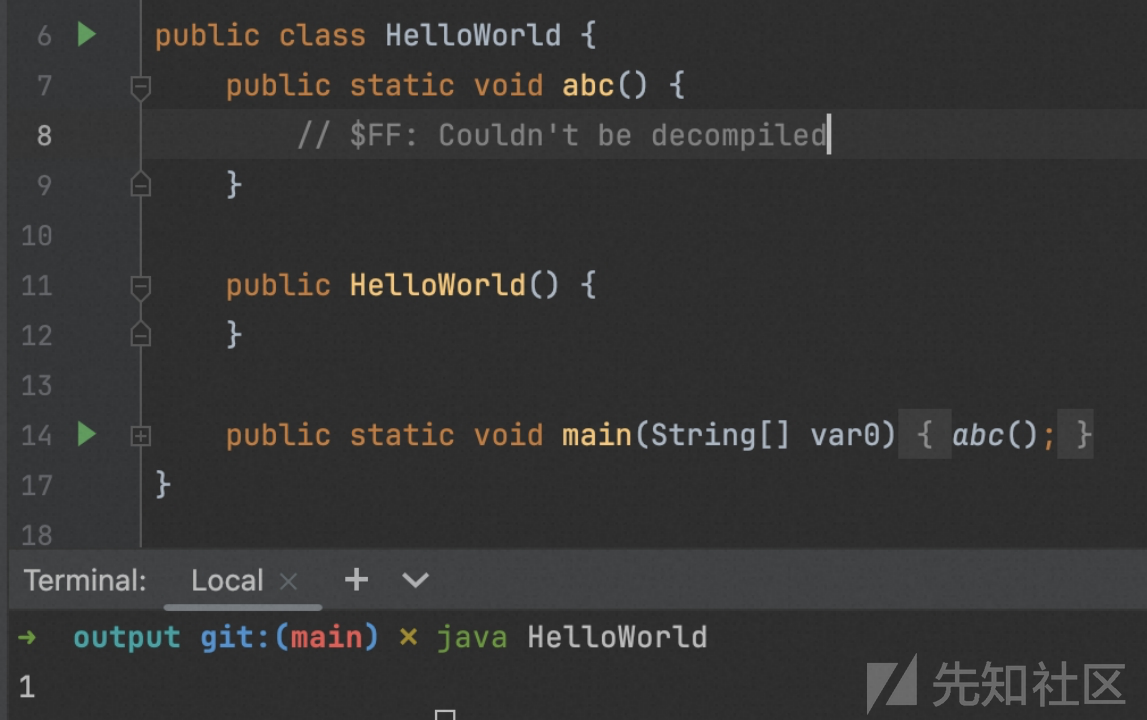 6 public class HelloWorld {
7 public static void abc() {
8 // $FF: Couldn't be decompiled
9 }
10
11 public HelloWorld() {
12 }
13
14 public static void main(String[] var0) { abc(); }
17 }
18
Terminal: Local × + 
→ output git:(main) × java HelloWorld
1
先知社区